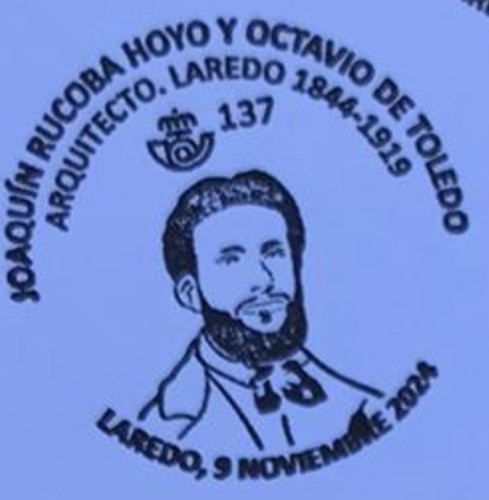 JOAQUÍN RUCOBA HOYO Y OCTAVIO DE TOLEDO
ARQUITECTO. LAREDO 1844-1919
137
LAREDO, 9 NOVIEMBRE 2024